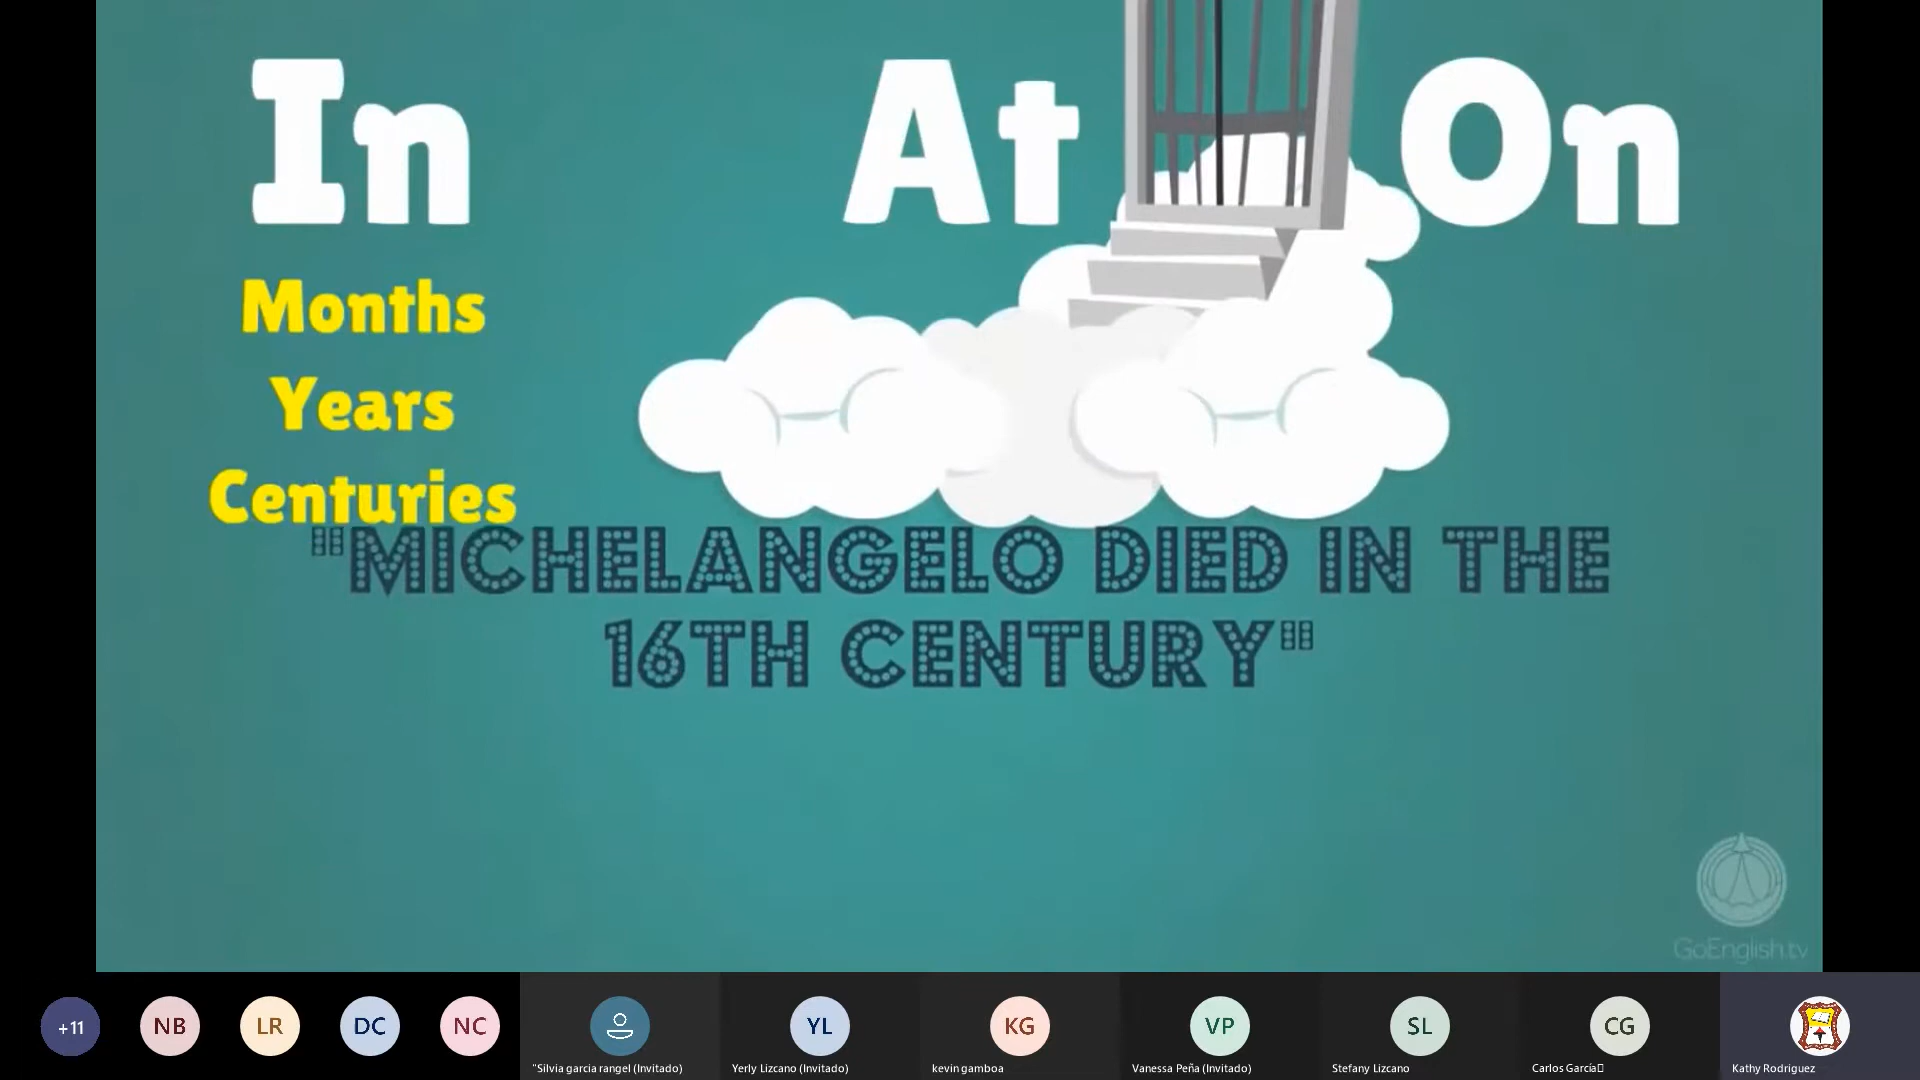 In At On
Months
Years
Centuries
"MICHELANGELO DIED IN THE
16TH CENTURY"
GoEnglish.tv
+11 NB LR DC NC YL KG VP SL CG
"Silvia garcia rangel (Invitado) Yerly Lizcano (Invitado) kevin gamboa Vanessa Peña (Invitado) Stefany Lizcano Carlos García Kathy Rodriguez